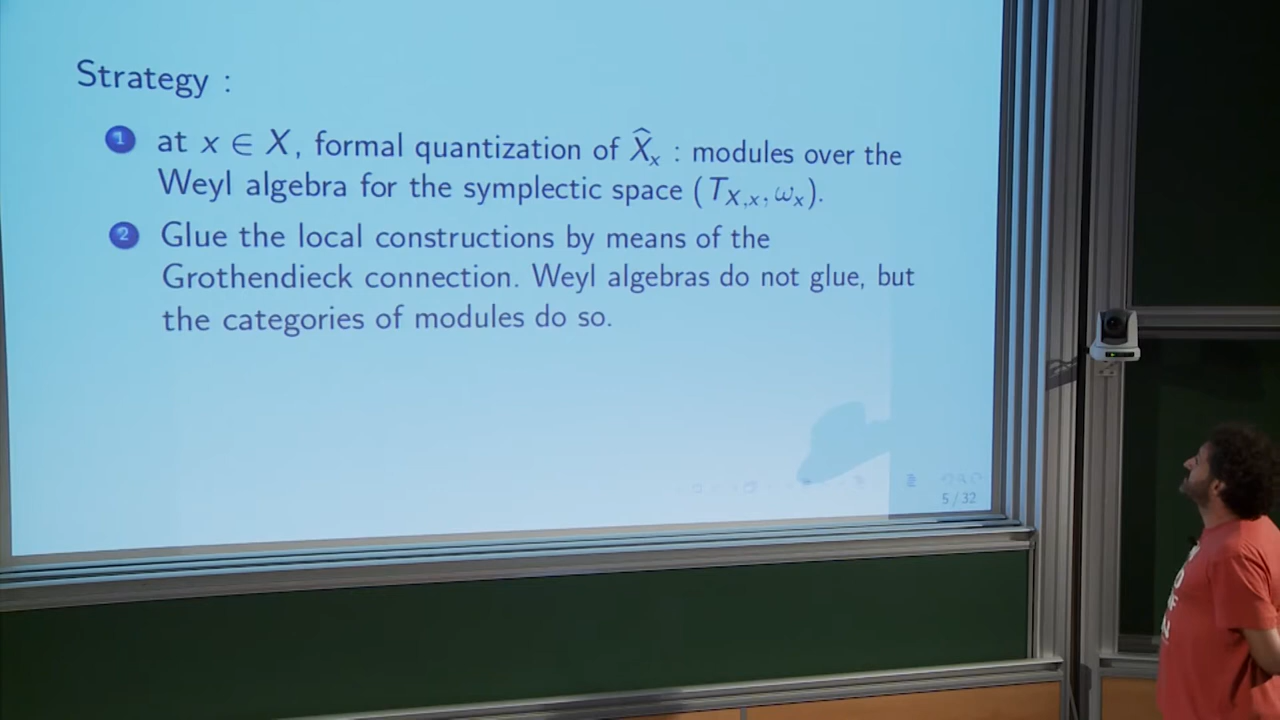 Strategy :
1 at x ∈ X, formal quantization of X̂ₓ : modules over the
Weyl algebra for the symplectic space (T_{X,x}, ωₓ).
2 Glue the local constructions by means of the
Grothendieck connection. Weyl algebras do not glue, but
the categories of modules do so.
5 / 32